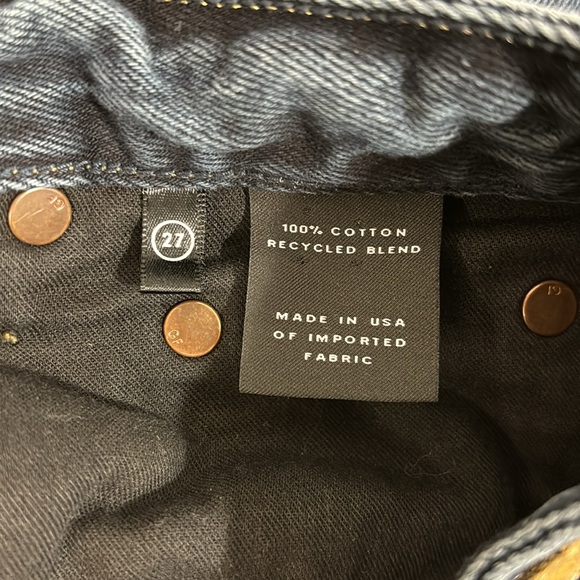 27
100% COTTON
RECYCLED BLEND
MADE IN USA
OF IMPORTED
FABRIC